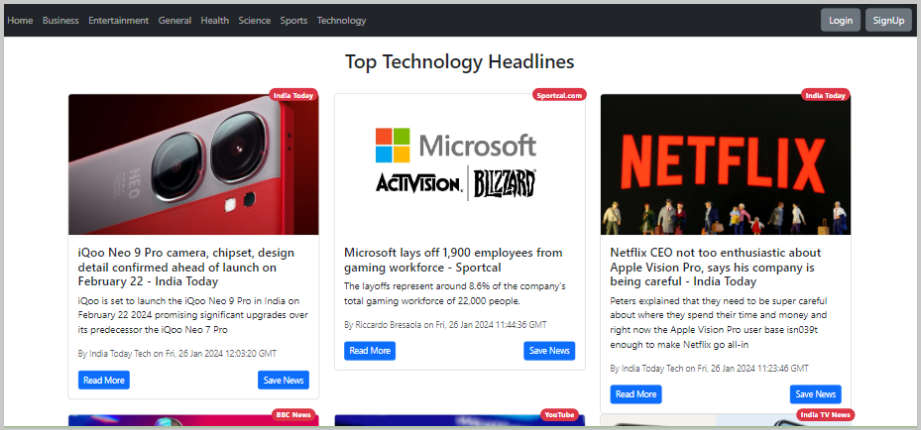 Home Business Entertainment General Health Science Sports Technology Login SignUp
Top Technology Headlines
India Today
NEO
iQoo Neo 9 Pro camera, chipset, design
detail confirmed ahead of launch on
February 22 - India Today
iQoo is set to launch the iQoo Neo 9 Pro in India on
February 22 2024 promising significant upgrades over
its predecessor the iQoo Neo 7 Pro
By India Today Tech on Fri, 26 Jan 2024 12:03:20 GMT
Read More Save News
Sportcal.com
Microsoft
ACTIVISION BLIZZARD
Microsoft lays off 1,900 employees from
gaming workforce - Sportcal
The layoffs represent around 8.6% of the company's
total gaming workforce of 22,000 people.
By Riccardo Bresaola on Fri, 26 Jan 2024 11:44:36 GMT
Read More Save News
India Today
NETFLIX
Netflix CEO not too enthusiastic about
Apple Vision Pro, says his company is
being careful - India Today
Peters explained that they need to be super careful
about where they spend their time and money and
right now the Apple Vision Pro user base isn039t
enough to make Netflix go all-in
By India Today Tech on Fri, 26 Jan 2024 11:23:46 GMT
Read More Save News
BBC News
YouTube
India TV News